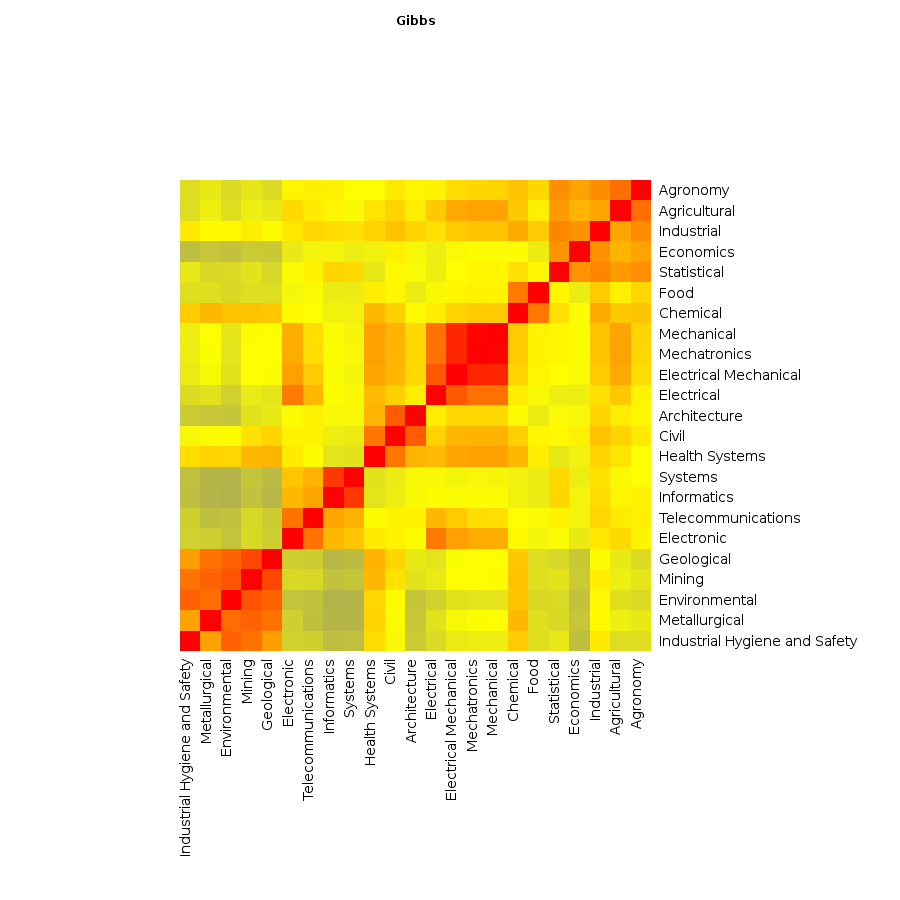 Gibbs
Agronomy
Agricultural
Industrial
Economics
Statistical
Food
Chemical
Mechanical
Mechatronics
Electrical Mechanical
Electrical
Architecture
Civil
Health Systems
Systems
Informatics
Telecommunications
Electronic
Geological
Mining
Environmental
Metallurgical
Industrial Hygiene and Safety
Industrial Hygiene and Safety
Metallurgical
Environmental
Mining
Geological
Electronic
Telecommunications
Informatics
Systems
Health Systems
Civil
Architecture
Electrical
Electrical Mechanical
Mechatronics
Mechanical
Chemical
Food
Statistical
Economics
Industrial
Agricultural
Agronomy